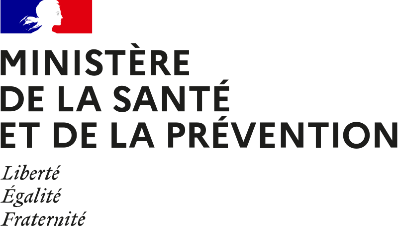 MINISTÈRE
DE LA SANTÉ
ET DE LA PRÉVENTION
Liberté
Égalité
Fraternité